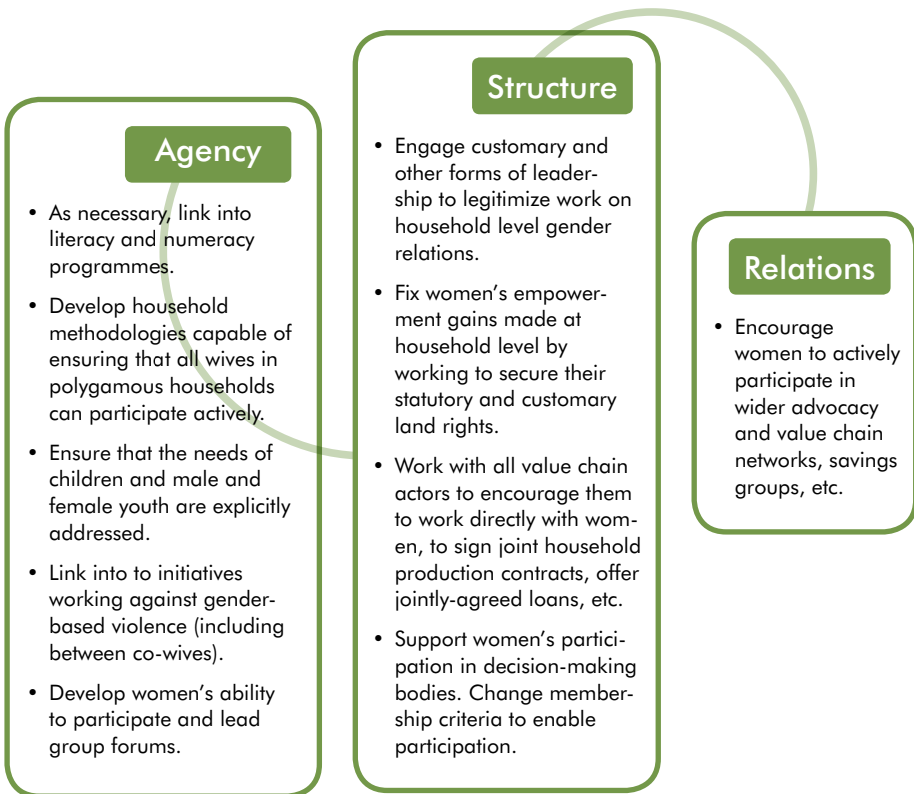 Agency
• As necessary, link into
literacy and numeracy
programmes.
• Develop household
methodologies capable of
ensuring that all wives in
polygamous households
can participate actively.
• Ensure that the needs of
children and male and
female youth are explicitly
addressed.
• Link into to initiatives
working against gender-
based violence (including
between co-wives).
• Develop women’s ability
to participate and lead
group forums.
Structure
• Engage customary and
other forms of leader-
ship to legitimize work on
household level gender
relations.
• Fix women’s empower-
ment gains made at
household level by
working to secure their
statutory and customary
land rights.
• Work with all value chain
actors to encourage them
to work directly with wom-
en, to sign joint household
production contracts, offer
jointly-agreed loans, etc.
• Support women’s partici-
pation in decision-making
bodies. Change member-
ship criteria to enable
participation.
Relations
• Encourage
women to actively
participate in
wider advocacy
and value chain
networks, savings
groups, etc.